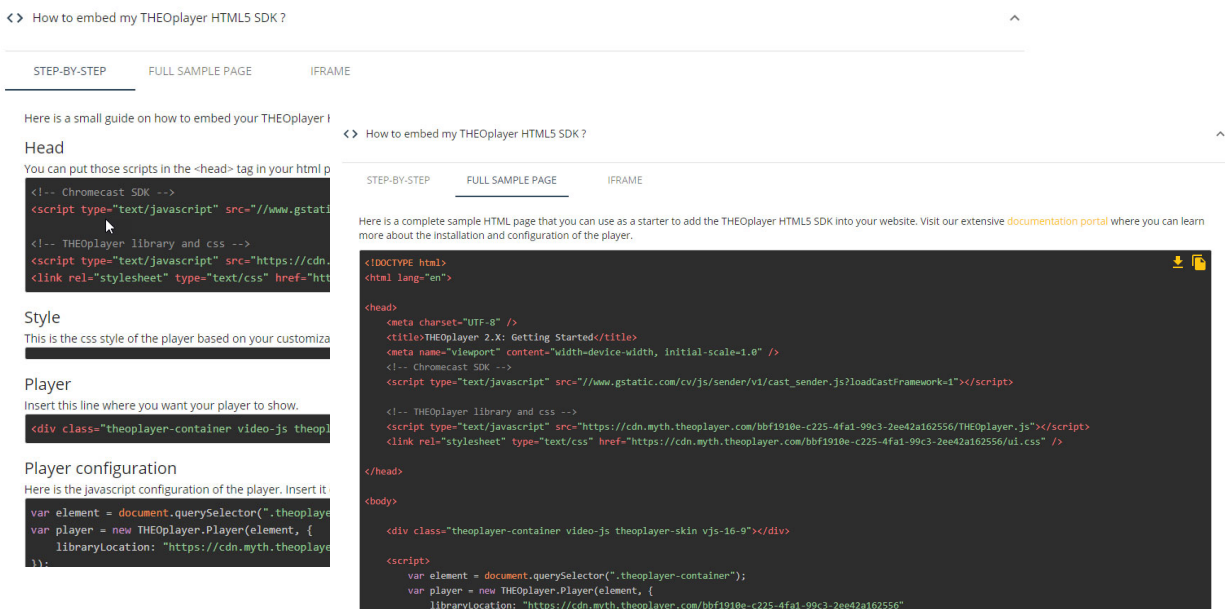 <> How to embed my THEOplayer HTML5 SDK ?
STEP-BY-STEP FULL SAMPLE PAGE IFRAME
Here is a small guide on how to embed your THEOplayer
Head
You can put those scripts in the <head> tag in your html p
<!-- Chromecast SDK -->
<script type="text/javascript" src="//www.gstati
<!-- THEOplayer library and css -->
<script type="text/javascript" src="https://cdn.
<link rel="stylesheet" type="text/css" href="htt
Style
This is the css style of the player based on your customiza
Player
Insert this line where you want your player to show.
<div class="theoplayer-container video-js theopl
Player configuration
Here is the javascript configuration of the player. Insert it
var element = document.querySelector(".theoplaye
var player = new THEOplayer.Player(element, {
libraryLocation: "https://cdn.myth.theoplaye
});
<> How to embed my THEOplayer HTML5 SDK ?
STEP-BY-STEP FULL SAMPLE PAGE IFRAME
Here is a complete sample HTML page that you can use as a starter to add the THEOplayer HTML5 SDK into your website. Visit our extensive documentation portal where you can learn
more about the installation and configuration of the player.
<!DOCTYPE html>
<html lang="en">
<head>
<meta charset="UTF-8" />
<title>THEOplayer 2.X: Getting Started</title>
<meta name="viewport" content="width=device-width, initial-scale=1.0" />
<!-- Chromecast SDK -->
<script type="text/javascript" src="//www.gstatic.com/cv/js/sender/v1/cast_sender.js?loadCastFramework=1"></script>
<!-- THEOplayer library and css -->
<script type="text/javascript" src="https://cdn.myth.theoplayer.com/bbf1910e-c225-4fa1-99c3-2ee42a162556/THEOplayer.js"></script>
<link rel="stylesheet" type="text/css" href="https://cdn.myth.theoplayer.com/bbf1910e-c225-4fa1-99c3-2ee42a162556/ui.css" />
</head>
<body>
<div class="theoplayer-container video-js theoplayer-skin vjs-16-9"></div>
<script>
var element = document.querySelector(".theoplayer-container");
var player = new THEOplayer.Player(element, {
libraryLocation: "https://cdn.myth.theoplayer.com/bbf1910e-c225-4fa1-99c3-2ee42a162556"